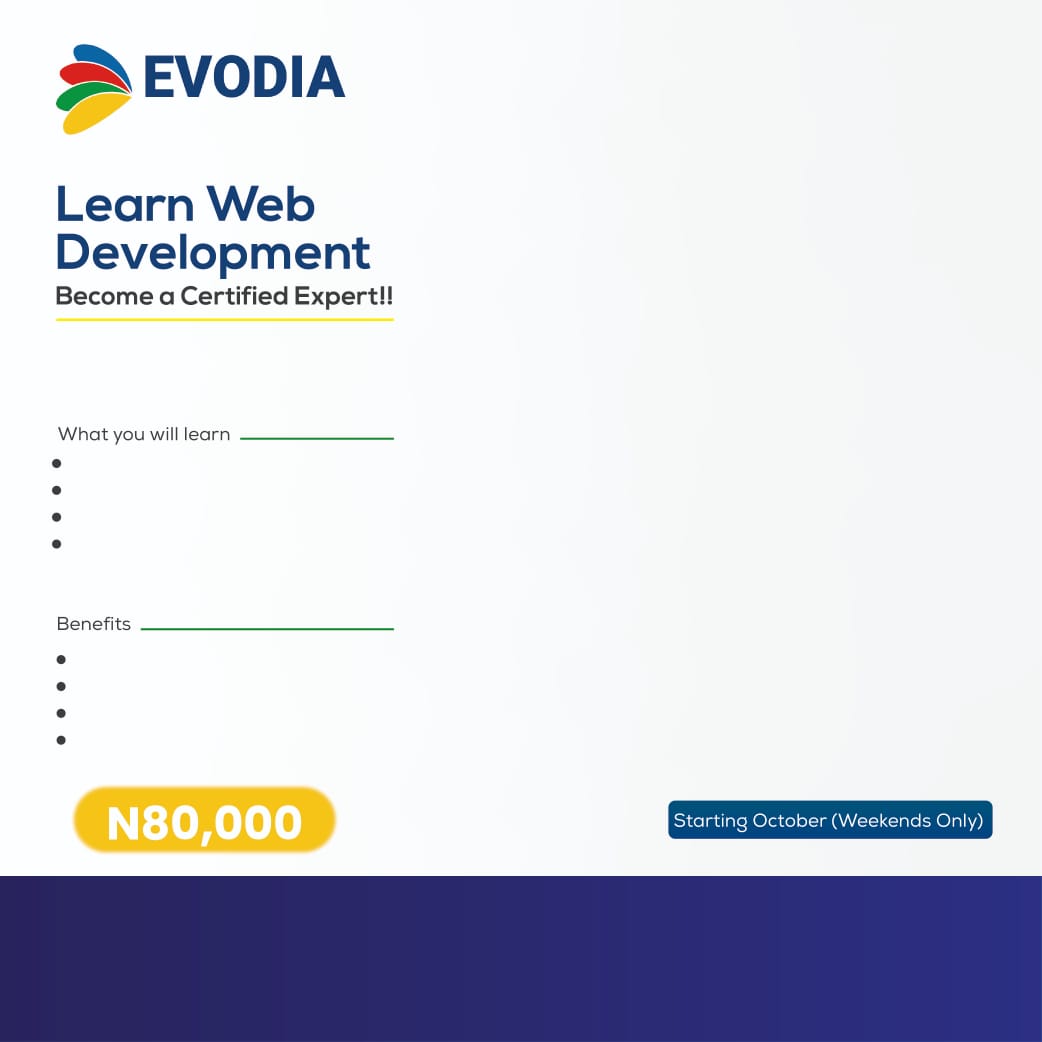 EVODIA
Learn Web
Development
Become a Certified Expert!!
What you will learn
Benefits
N80,000
Starting October (Weekends Only)